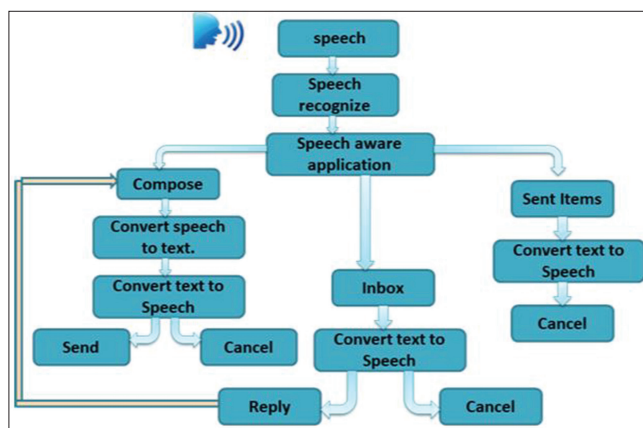 speech
Speech
recognize
Speech aware
application
Compose
Convert speech
to text.
Convert text to
Speech
Send
Cancel
Inbox
Convert text to
Speech
Reply
Cancel
Sent Items
Convert text to
Speech
Cancel